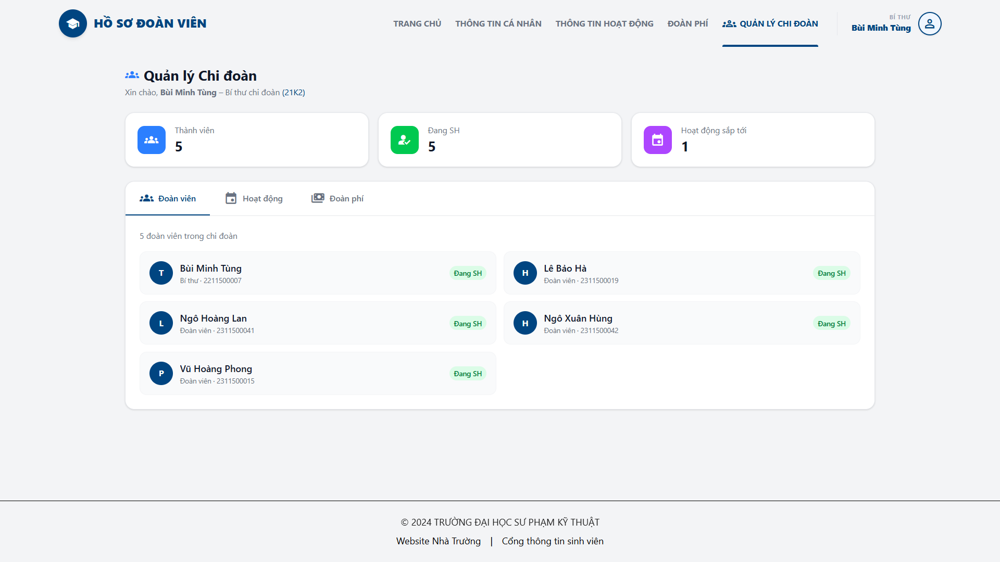 HỒ SƠ ĐOÀN VIÊN
TRANG CHỦ
THÔNG TIN CÁ NHÂN
THÔNG TIN HOẠT ĐỘNG
ĐOÀN PHÍ
QUẢN LÝ CHI ĐOÀN
BÍ THƯ
Bùi Minh Tùng
Quản lý Chi đoàn
Xin chào, Bùi Minh Tùng – Bí thư chi đoàn (21K2)
Thành viên
5
Đang SH
5
Hoạt động sắp tới
1
Đoàn viên
Hoạt động
Đoàn phí
5 đoàn viên trong chi đoàn
T
Bùi Minh Tùng
Bí thư · 2211500007
Đang SH
H
Lê Bảo Hà
Đoàn viên · 2311500019
Đang SH
L
Ngô Hoàng Lan
Đoàn viên · 2311500041
Đang SH
H
Ngô Xuân Hùng
Đoàn viên · 2311500042
Đang SH
P
Vũ Hoàng Phong
Đoàn viên · 2311500015
Đang SH
© 2024 TRƯỜNG ĐẠI HỌC SƯ PHẠM KỸ THUẬT
Website Nhà Trường | Cổng thông tin sinh viên